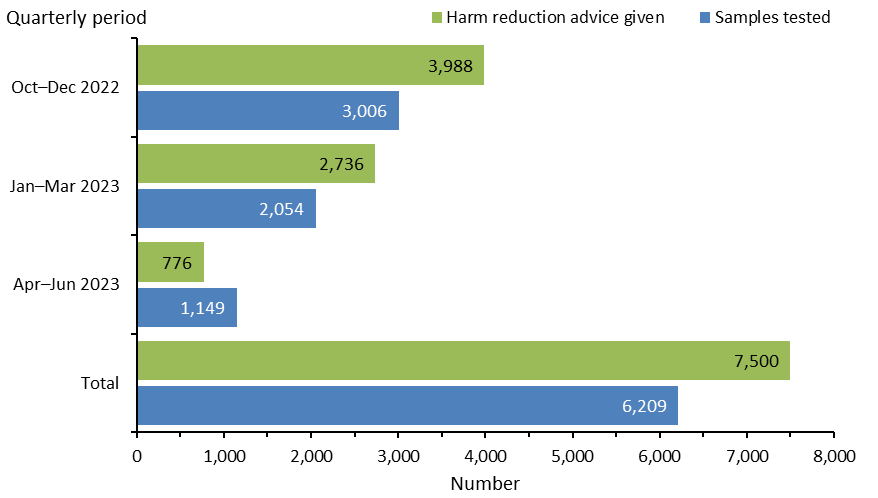 Quarterly period
Harm reduction advice given
Samples tested
Oct–Dec 2022
3,988
3,006
Jan–Mar 2023
2,736
2,054
Apr–Jun 2023
776
1,149
Total
7,500
6,209
0 1,000 2,000 3,000 4,000 5,000 6,000 7,000 8,000
Number